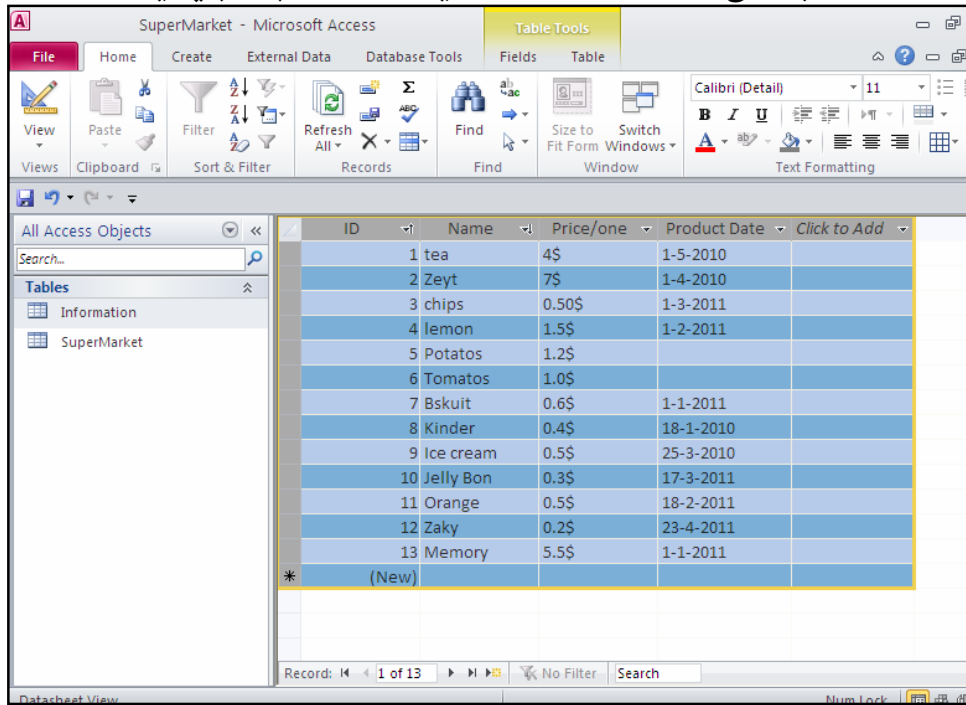 SuperMarket - Microsoft Access Table Tools
File Home Create External Data Database Tools Fields Table
View Paste Filter Refresh All Find Size to Fit Form Switch Windows Calibri (Detail) 11
B I U
Views Clipboard Sort & Filter Records Find Window Text Formatting
All Access Objects
Search...
Tables
Information
SuperMarket
ID Name Price/one Product Date Click to Add
1 tea 4$ 1-5-2010
2 Zeyt 7$ 1-4-2010
3 chips 0.50$ 1-3-2011
4 lemon 1.5$ 1-2-2011
5 Potatos 1.2$
6 Tomatos 1.0$
7 Bskuit 0.6$ 1-1-2011
8 Kinder 0.4$ 18-1-2010
9 Ice cream 0.5$ 25-3-2010
10 Jelly Bon 0.3$ 17-3-2011
11 Orange 0.5$ 18-2-2011
12 Zaky 0.2$ 23-4-2011
13 Memory 5.5$ 1-1-2011
(New)
Record: 1 of 13 No Filter Search
Datasheet View Num Lock